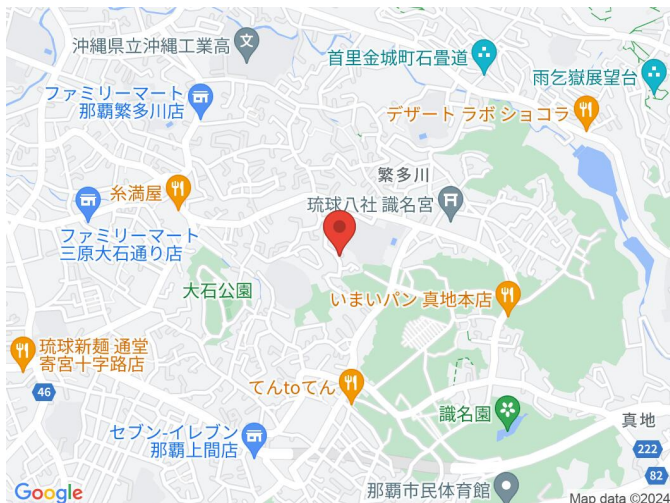 沖縄県立沖縄工業高
首里金城町石畳道
雨乞嶽展望台
ファミリーマート
那覇繁多川店
デザート ラボ ショコラ
繁多川
糸満屋
琉球八社 識名宮
ファミリーマート
三原大石通り店
大石公園
いまいパン 真地本店
琉球新麺 通堂
寄宮十字路店
てんtoてん
46
識名園
真地
セブン-イレブン
那覇上間店
222
82
那覇市民体育館
Google
Map data ©2024